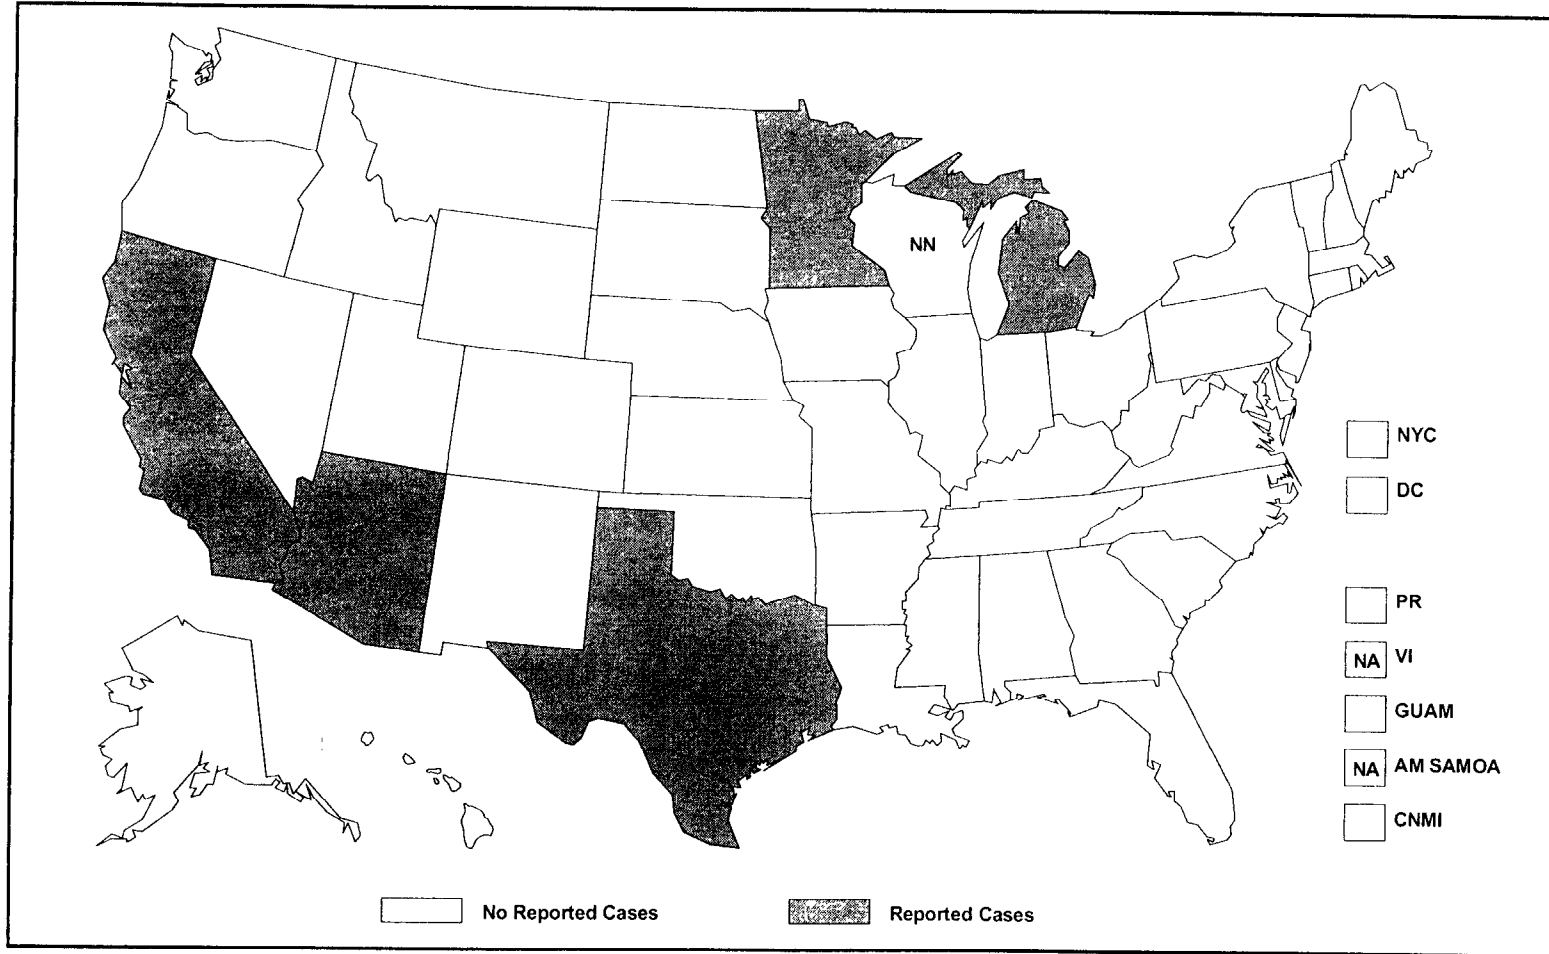 NN
NYC
DC
PR
NA VI
GUAM
NA AM SAMOA
CNMI
No Reported Cases
Reported Cases